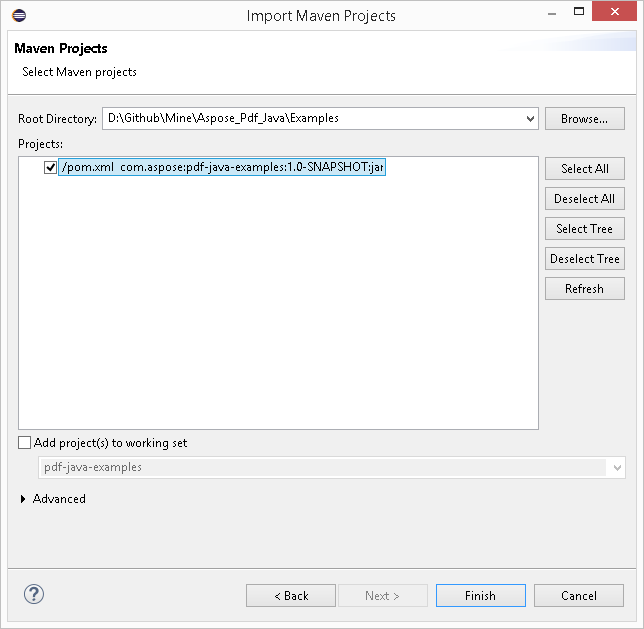 Import Maven Projects
Maven Projects
Select Maven projects
Root Directory: D:\Github\Mine\Aspose_Pdf_Java\Examples Browse...
Projects:
/pom.xml com.aspose:pdf-java-examples:1.0-SNAPSHOT:jar
Select All
Deselect All
Select Tree
Deselect Tree
Refresh
Add project(s) to working set
pdf-java-examples
Advanced
? < Back Next > Finish Cancel